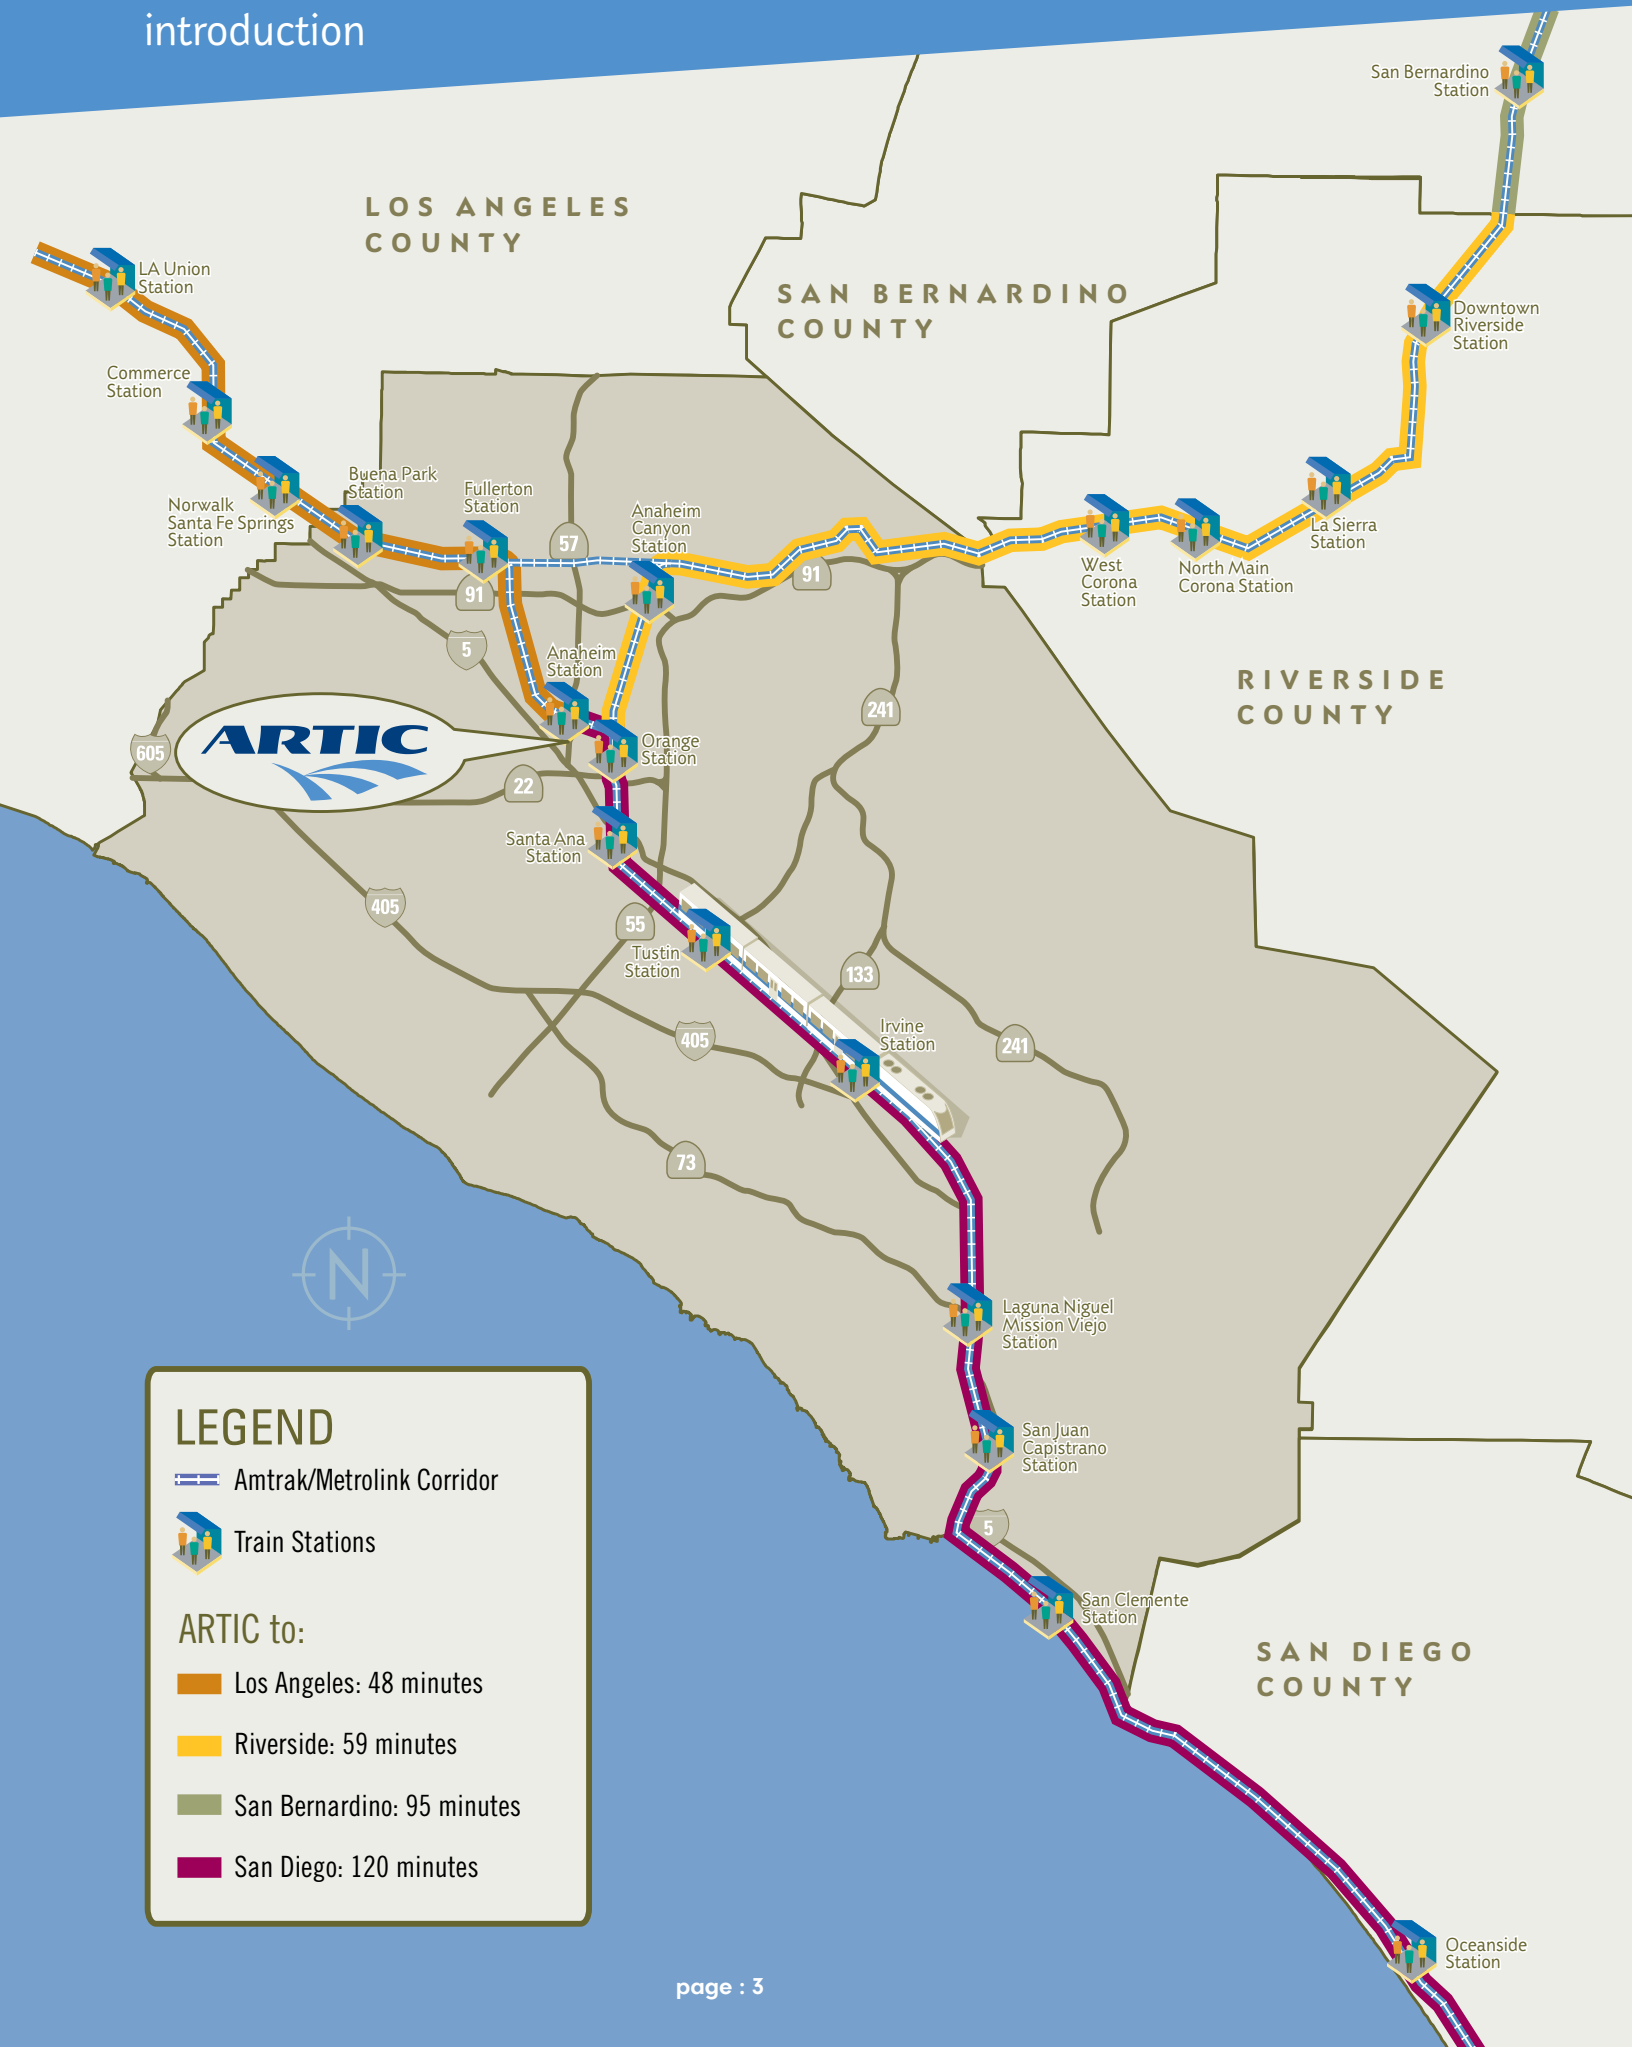 introduction
San Bernardino
Station
LOS ANGELES
COUNTY
LA Union
Station
SAN BERNARDINO
COUNTY
Downtown
Riverside
Station
Commerce
Station
Buena Park
Station
Fullerton
Station
Norwalk
Santa Fe Springs
Station
Anaheim
Canyon
Station
57
91
91
La Sierra
Station
West
Corona
Station
North Main
Corona Station
5
Anaheim
Station
RIVERSIDE
COUNTY
241
ARTIC
605
Orange
Station
22
Santa Ana
Station
405
55
Tustin
Station
133
Irvine
Station
405
241
73
N
Laguna Niguel
Mission Viejo
Station
San Juan
Capistrano
Station
5
San Clemente
Station
SAN DIEGO
COUNTY
LEGEND
Amtrak/Metrolink Corridor
Train Stations
ARTIC to:
Los Angeles: 48 minutes
Riverside: 59 minutes
San Bernardino: 95 minutes
San Diego: 120 minutes
Oceanside
Station
page : 3